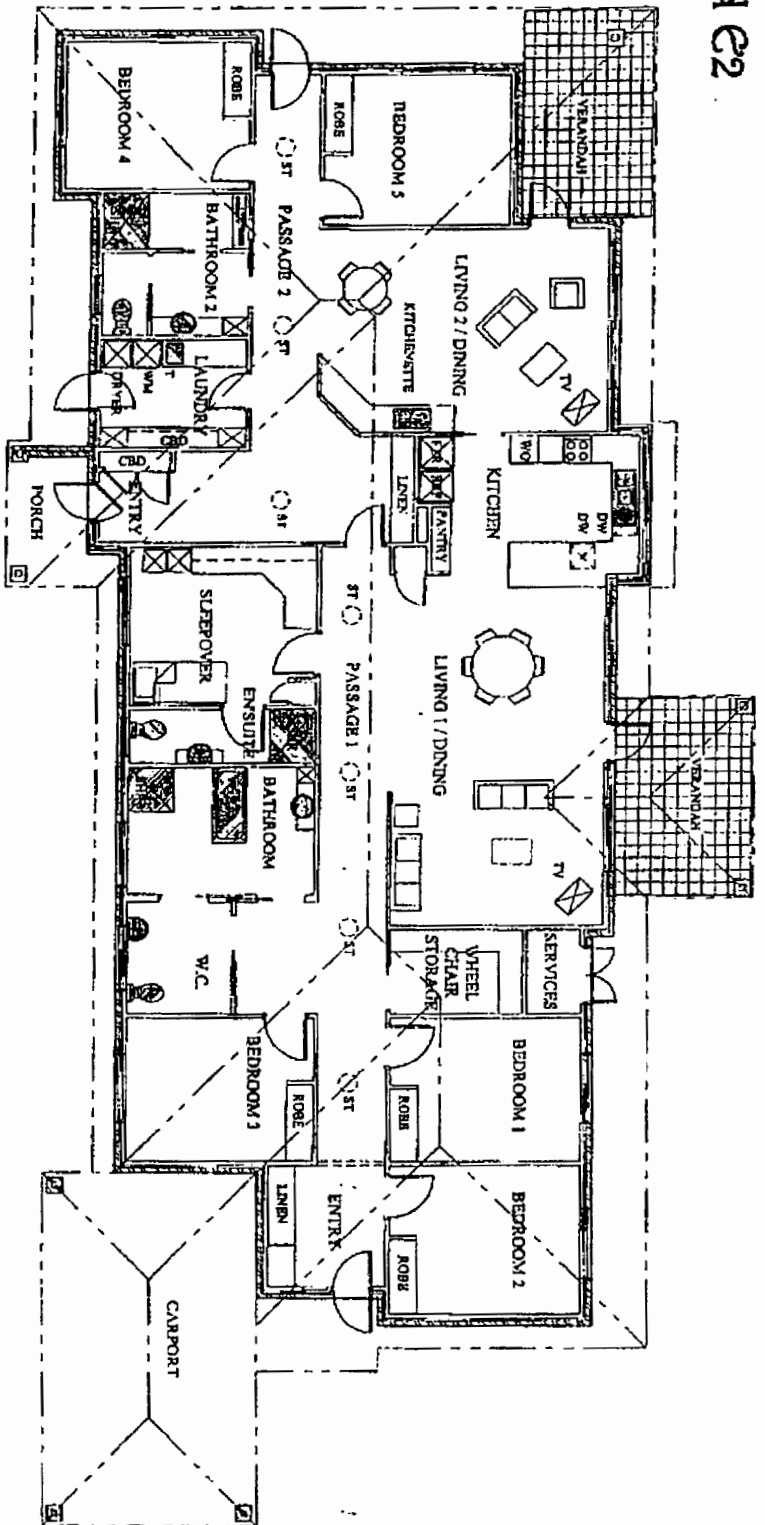 C2
VERANDAH
BEDROOM 4
ROBE
ROBE
BEDROOM 5
ST
PASSAGE 2
BATHROOM 2
LIVING 2 / DINING
TV
KITCHENETTE
ST
LAUNDRY
T
WM
DRYER
CBD
CBD
ENTRY
PORCH
ST
LINEN
PANTRY
KITCHEN
WO
DW
DW
SLEEPOVER
ST
PASSAGE 1
ENSUITE
LIVING 1 / DINING
VERANDAH
ST
BATHROOM
TV
W.C.
ST
WHEEL
CHAIR
STORAGE
SERVICES
BEDROOM 3
ROBE
ST
BEDROOM 1
ROBE
LINEN
ENTRY
BEDROOM 2
ROBE
CARPORT